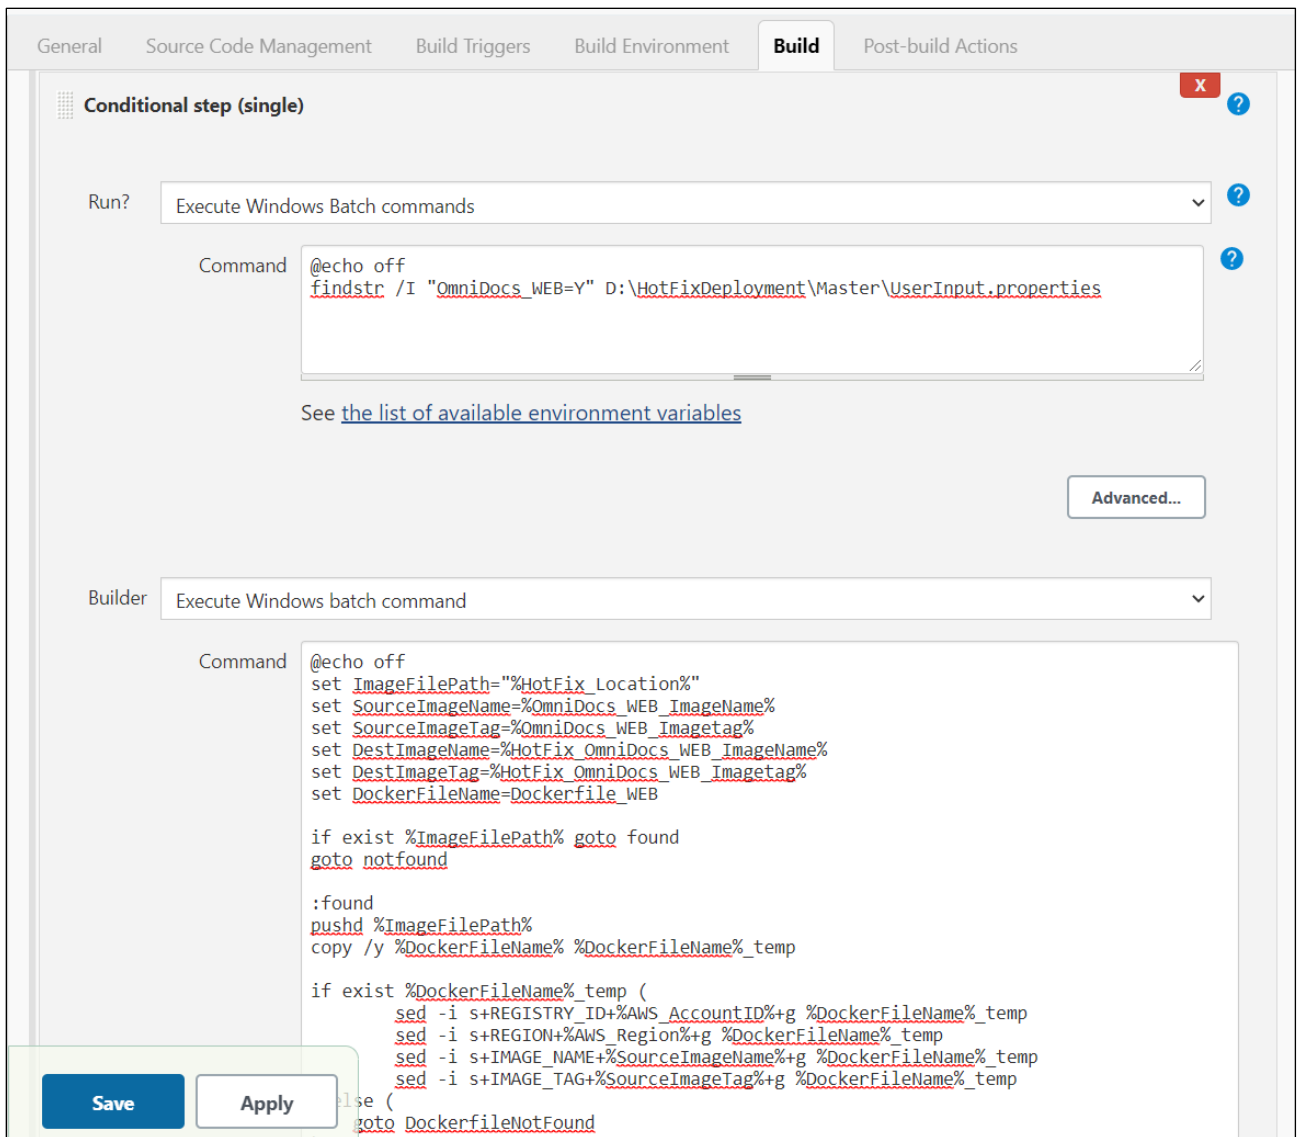 General Source Code Management Build Triggers Build Environment Build Post-build Actions
X
Conditional step (single)
?
Run? Execute Windows Batch commands ?
Command @echo off ?
findstr /I "OmniDocs_WEB=Y" D:\HotFixDeployment\Master\UserInput.properties
See the list of available environment variables
Advanced...
Builder Execute Windows batch command
Command @echo off
set ImageFilePath="%HotFix_Location%"
set SourceImageName=%OmniDocs_WEB_ImageName%
set SourceImageTag=%OmniDocs_WEB_Imagetag%
set DestImageName=%HotFix_OmniDocs_WEB_ImageName%
set DestImageTag=%HotFix_OmniDocs_WEB_Imagetag%
set DockerFileName=Dockerfile_WEB
if exist %ImageFilePath% goto found
goto notfound
:found
pushd %ImageFilePath%
copy /y %DockerFileName% %DockerFileName%_temp
if exist %DockerFileName%_temp (
sed -i s+REGISTRY_ID+%AWS_AccountID%+g %DockerFileName%_temp
sed -i s+REGION+%AWS_Region%+g %DockerFileName%_temp
sed -i s+IMAGE_NAME+%SourceImageName%+g %DockerFileName%_temp
sed -i s+IMAGE_TAG+%SourceImageTag%+g %DockerFileName%_temp
else (
goto DockerfileNotFound
Save Apply